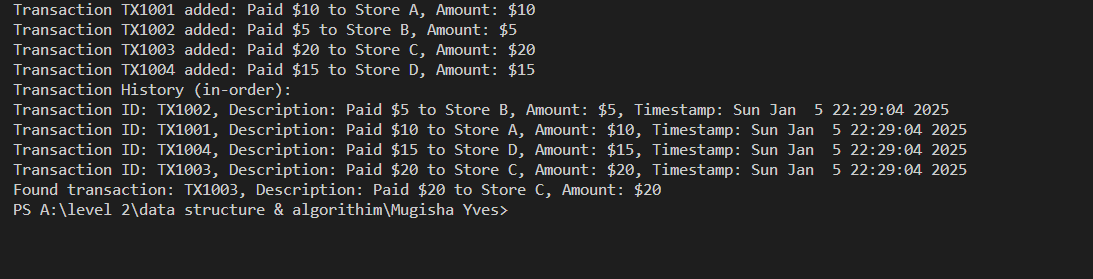 Transaction TX1001 added: Paid $10 to Store A, Amount: $10
Transaction TX1002 added: Paid $5 to Store B, Amount: $5
Transaction TX1003 added: Paid $20 to Store C, Amount: $20
Transaction TX1004 added: Paid $15 to Store D, Amount: $15
Transaction History (in-order):
Transaction ID: TX1002, Description: Paid $5 to Store B, Amount: $5, Timestamp: Sun Jan  5 22:29:04 2025
Transaction ID: TX1001, Description: Paid $10 to Store A, Amount: $10, Timestamp: Sun Jan  5 22:29:04 2025
Transaction ID: TX1004, Description: Paid $15 to Store D, Amount: $15, Timestamp: Sun Jan  5 22:29:04 2025
Transaction ID: TX1003, Description: Paid $20 to Store C, Amount: $20, Timestamp: Sun Jan  5 22:29:04 2025
Found transaction: TX1003, Description: Paid $20 to Store C, Amount: $20
PS A:\level 2\data structure & algorithim\Mugisha Yves>